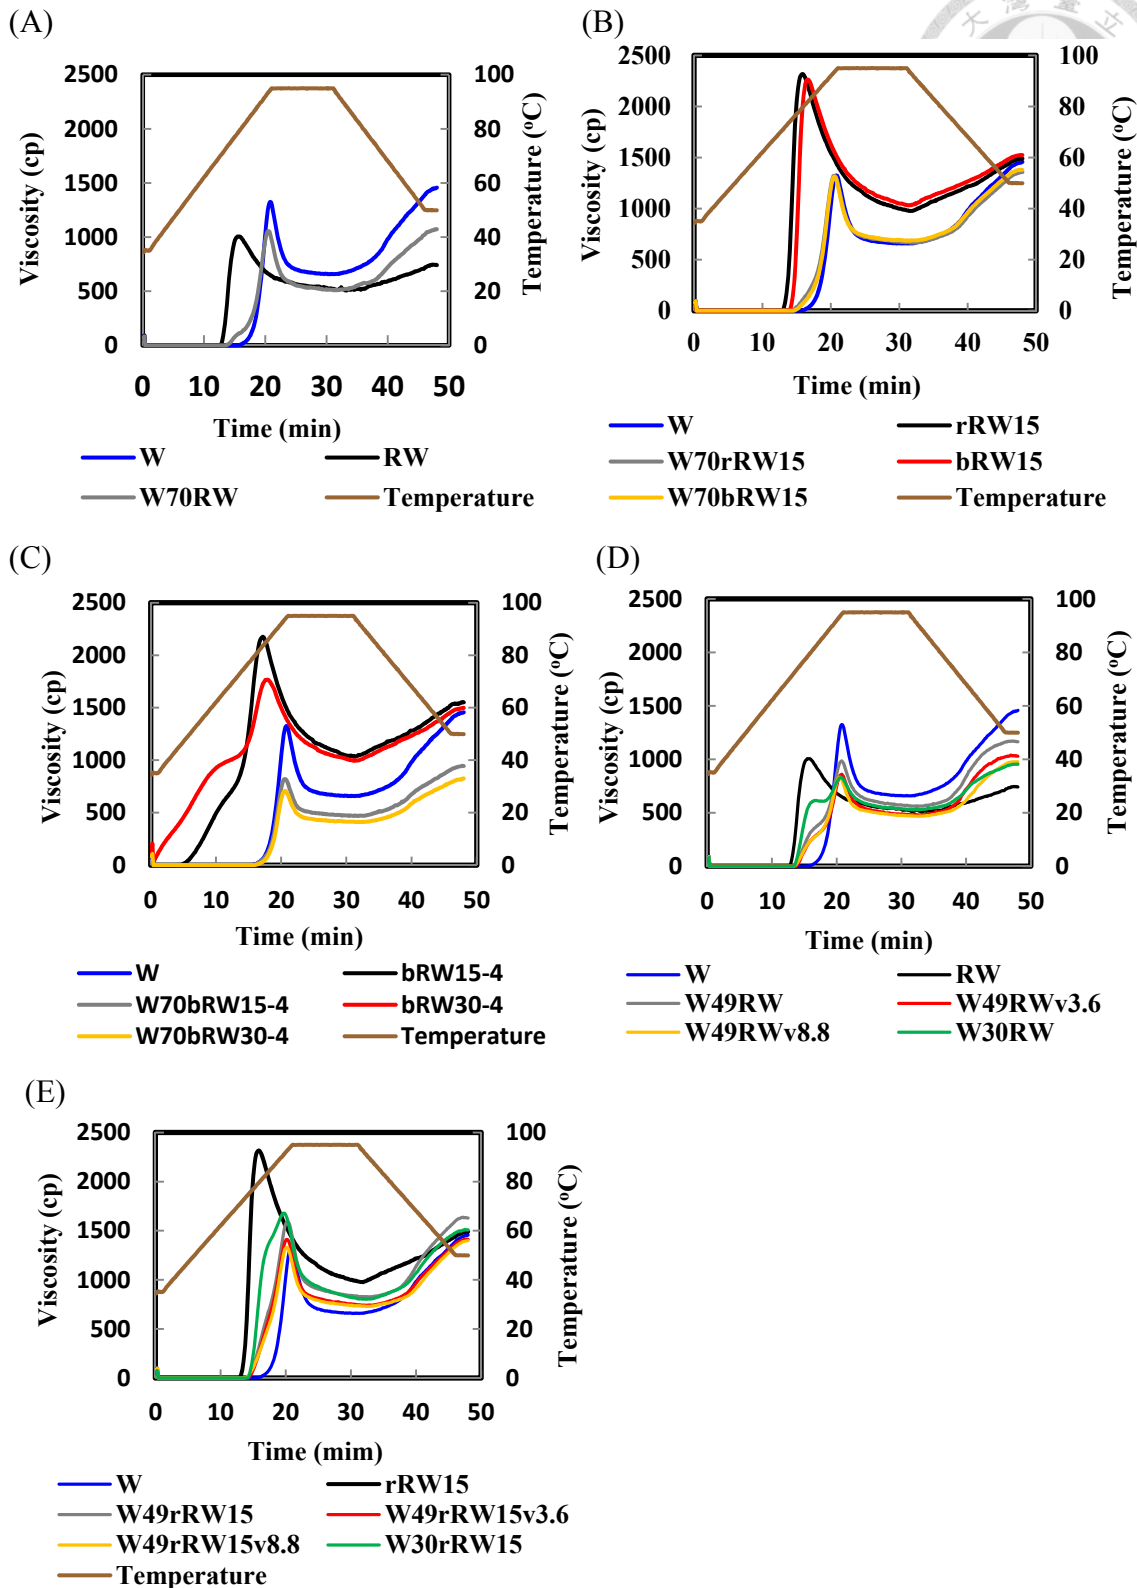 (A)
2500
2000
1500
1000
500
0
Viscosity (cp)
100
80
60
40
20
0
Temperature (°C)
0 10 20 30 40 50
Time (min)
W RW
W70RW Temperature
大 灣 臺 立
(B)
2500
2000
1500
1000
500
0
Viscosity (cp)
100
80
60
40
20
0
Temperature (°C)
0 10 20 30 40 50
Time (min)
W rRW15
W70rRW15 bRW15
W70bRW15 Temperature
(C)
2500
2000
1500
1000
500
0
Viscosity (cp)
100
80
60
40
20
0
Temperature (°C)
0 10 20 30 40 50
Time (min)
W bRW15-4
W70bRW15-4 bRW30-4
W70bRW30-4 Temperature
(D)
2500
2000
1500
1000
500
0
Viscosity (cp)
100
80
60
40
20
0
Temperature (°C)
0 10 20 30 40 50
Time (min)
W RW
W49RW W49RWv3.6
W49RWv8.8 W30RW
(E)
2500
2000
1500
1000
500
0
Viscosity (cp)
100
80
60
40
20
0
Temperature (°C)
0 10 20 30 40 50
Time (mim)
W rRW15
W49rRW15 W49rRW15v3.6
W49rRW15v8.8 W30rRW15
Temperature